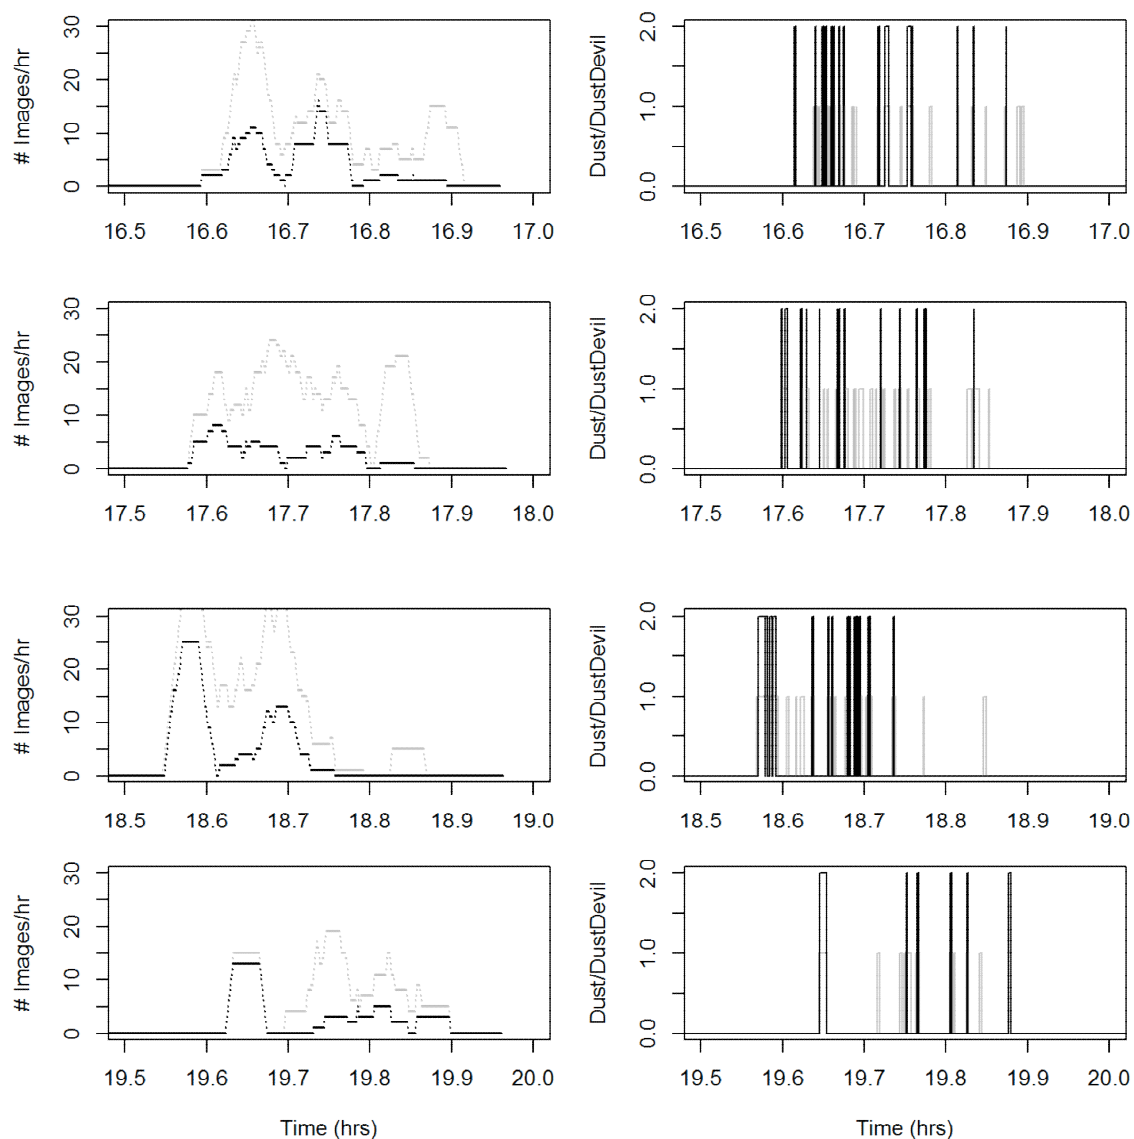 # Images/hr
0 10 20 30
16.5 16.6 16.7 16.8 16.9 17.0
Dust/DustDevil
0.0 1.0 2.0
16.5 16.6 16.7 16.8 16.9 17.0
# Images/hr
0 10 20 30
17.5 17.6 17.7 17.8 17.9 18.0
Dust/DustDevil
0.0 1.0 2.0
17.5 17.6 17.7 17.8 17.9 18.0
# Images/hr
0 10 20 30
18.5 18.6 18.7 18.8 18.9 19.0
Dust/DustDevil
0.0 1.0 2.0
18.5 18.6 18.7 18.8 18.9 19.0
# Images/hr
0 10 20 30
19.5 19.6 19.7 19.8 19.9 20.0
Time (hrs)
Dust/DustDevil
0.0 1.0 2.0
19.5 19.6 19.7 19.8 19.9 20.0
Time (hrs)